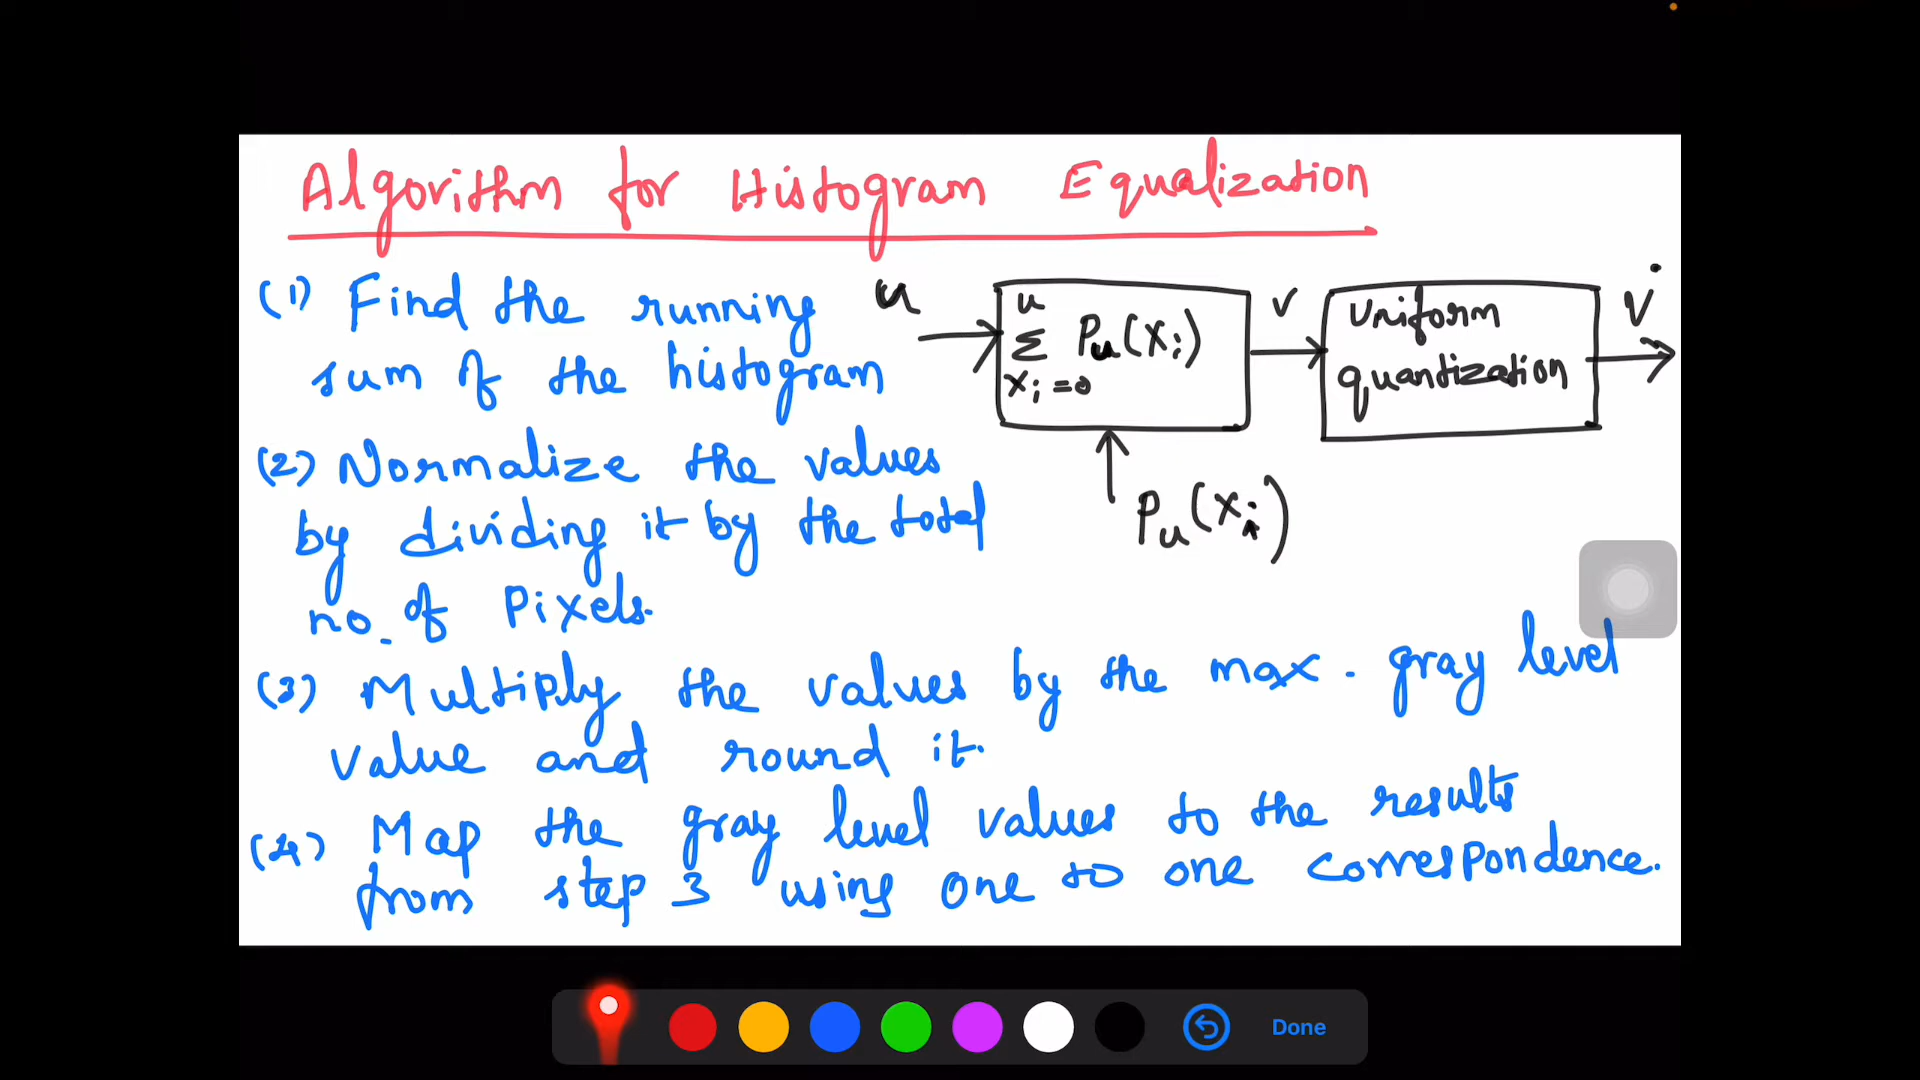 Algorithm for Histogram Equalization
(1) Find the running
sum of the histogram
(2) Normalize the values
by dividing it by the total
no. of Pixels.
(3) Multiply the values by the max. gray level
value and round it.
(4) Map the gray level values to the results
from step 3 using one to one correspondence.
u
u
Σ Pu(xi)
xi=0
v
uniform
quantization
v̇
Pu(xi)
Done